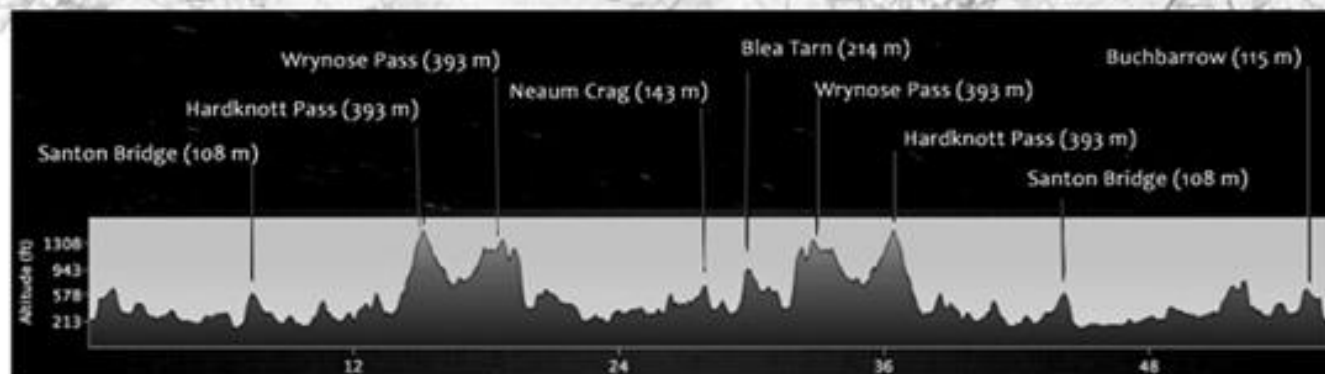 Blea Tarn (214 m)
Buchbarrow (115 m)
Wrynose Pass (393 m)
Neaum Crag (143 m)
Wrynose Pass (393 m)
Hardknott Pass (393 m)
Hardknott Pass (393 m)
Santon Bridge (108 m)
Santon Bridge (108 m)
Altitude (ft)
1308
943
578
213
12
24
36
48